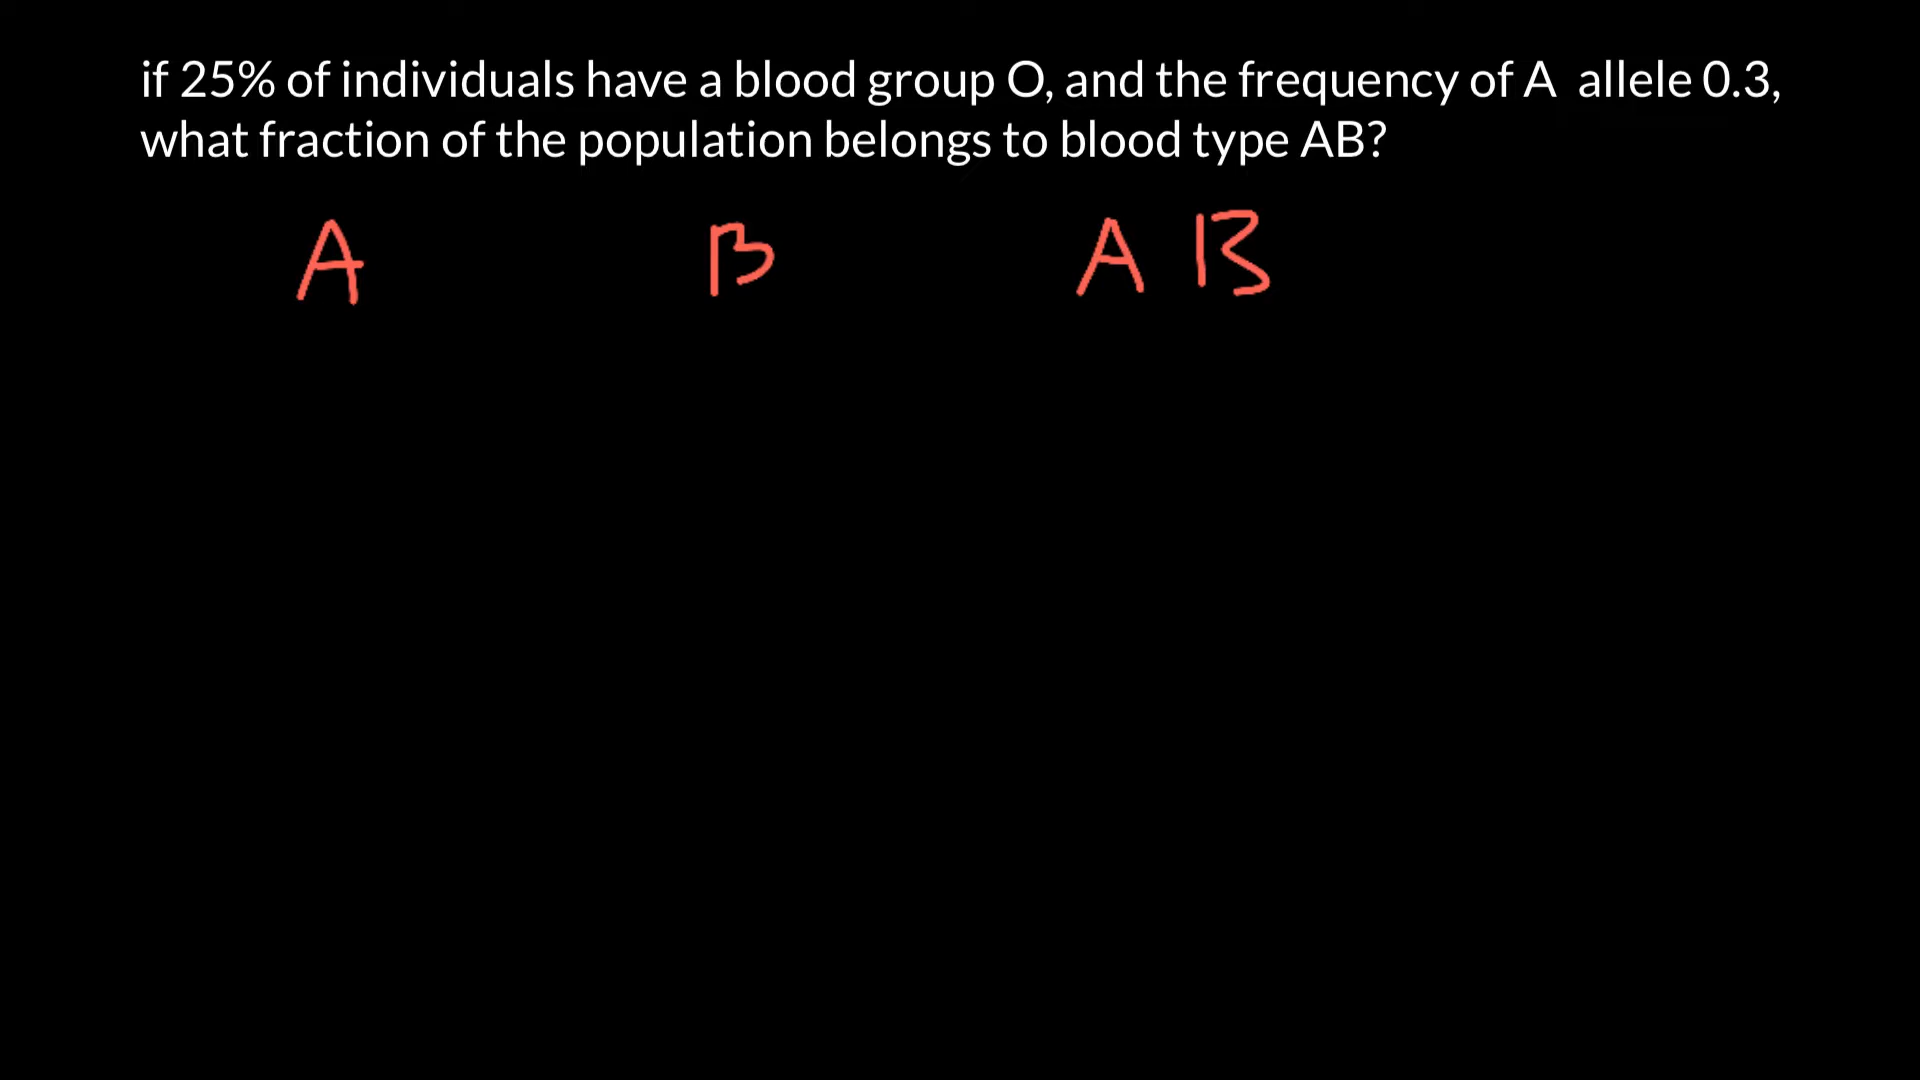 if 25% of individuals have a blood group O, and the frequency of A  allele 0.3,
what fraction of the population belongs to blood type AB?
A B A B